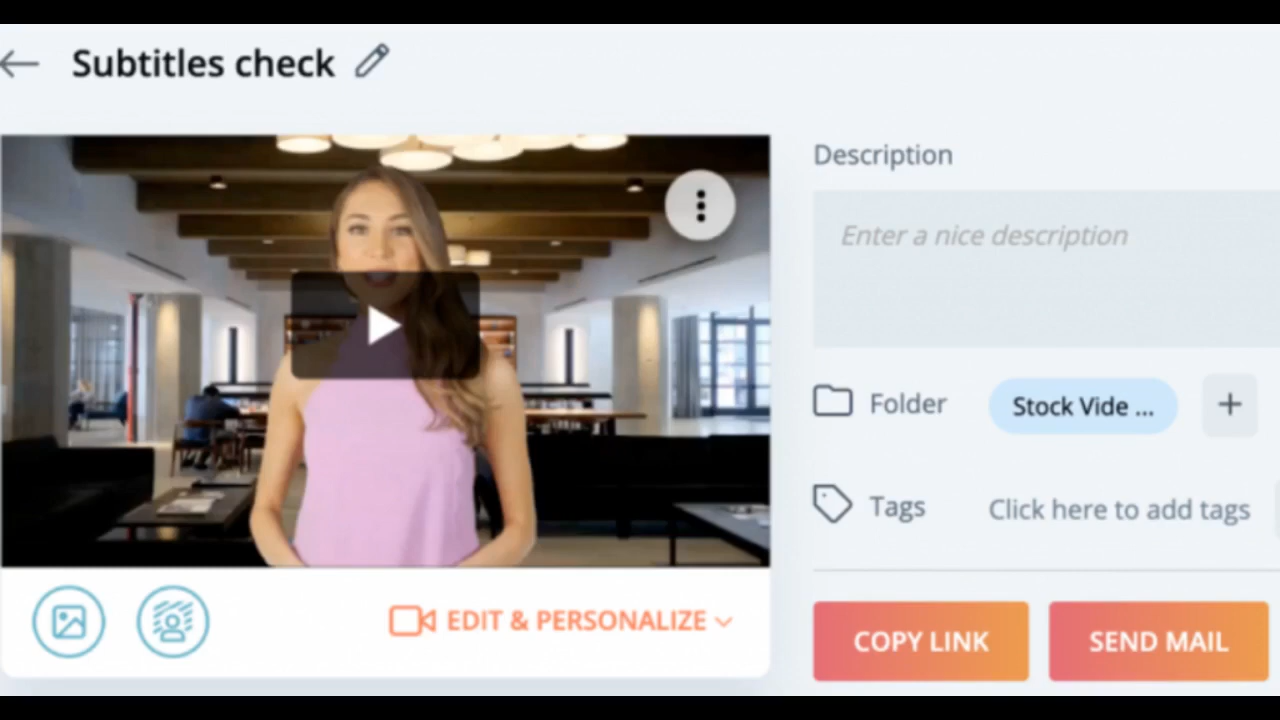 Subtitles check
Description
Enter a nice description
Folder
Stock Vide ...
Tags
Click here to add tags
EDIT & PERSONALIZE
COPY LINK
SEND MAIL